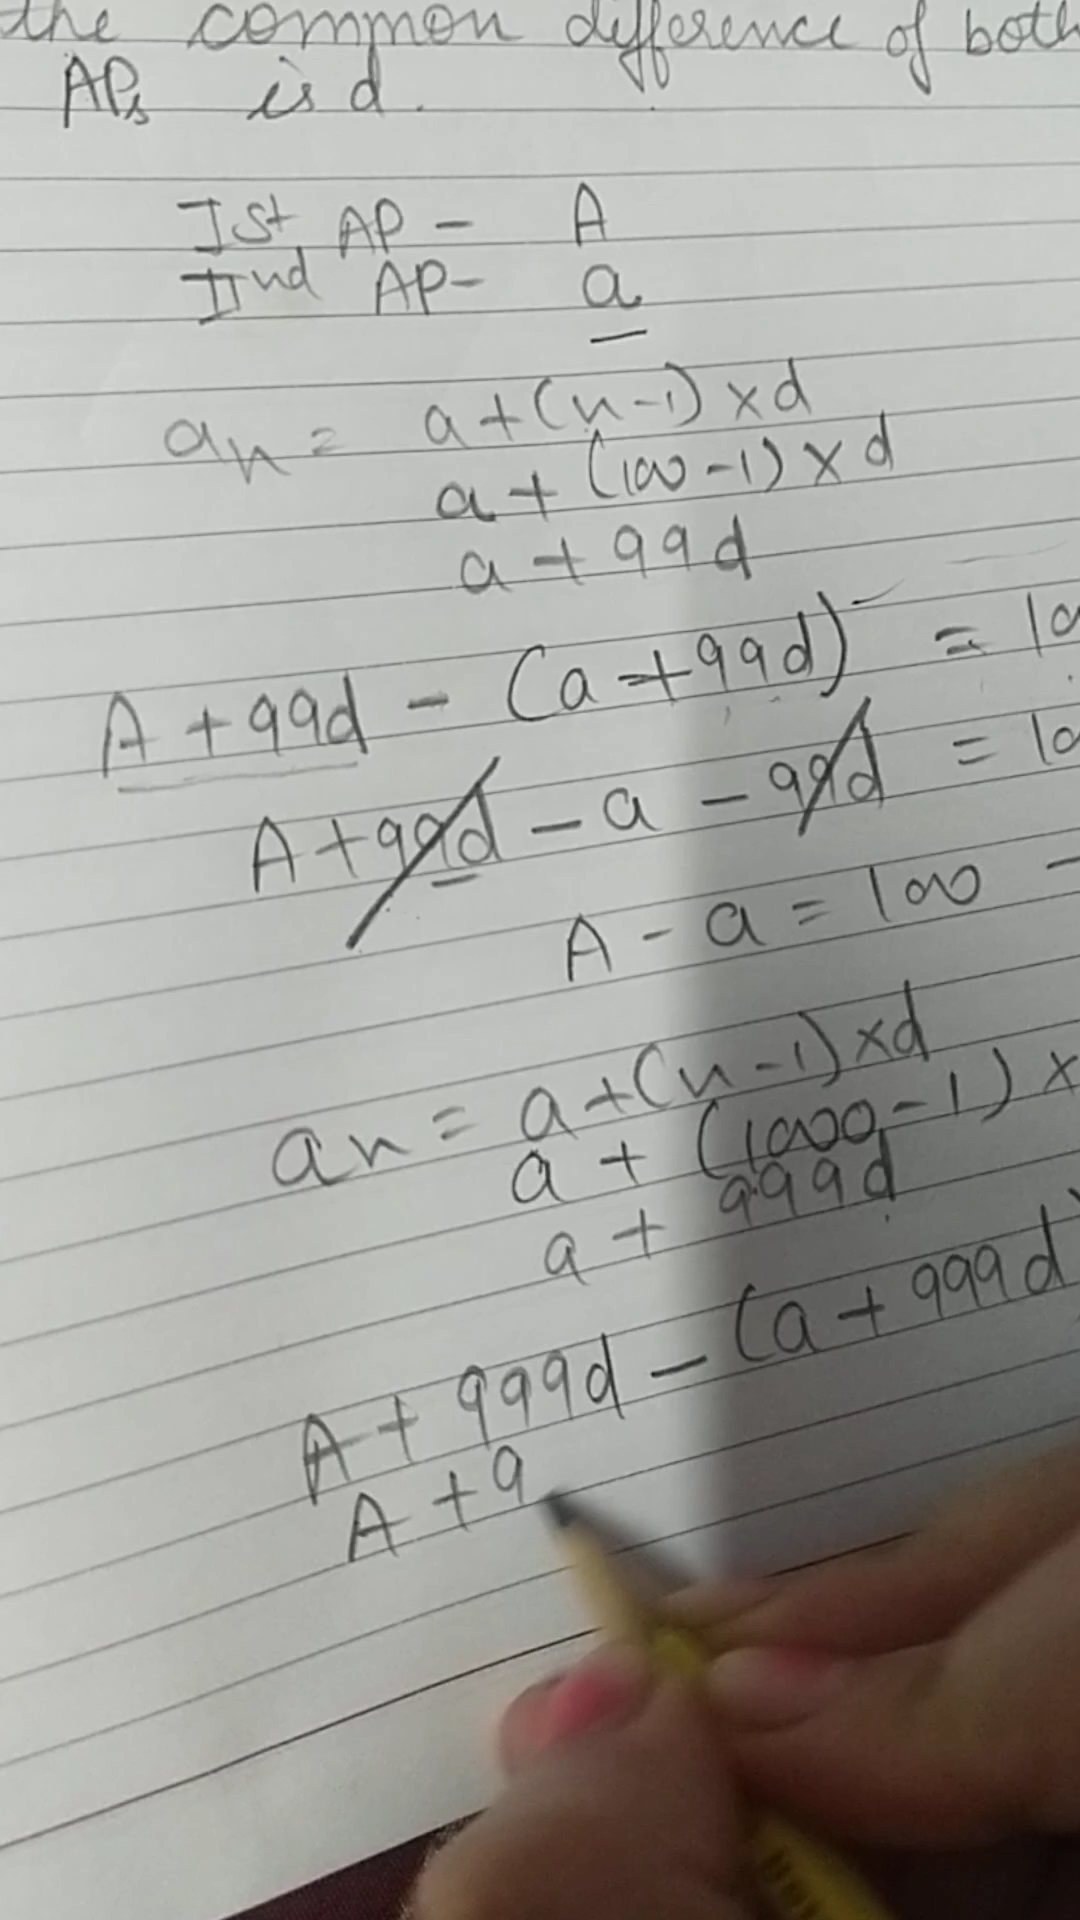 the common difference of both
APs is d.
Ist AP - A
IInd AP - a
an = a + (n-1) x d
a + (100-1) x d
a + 99d
A + 99d - (a + 99d) = 10
A + 99d - a - 99d = 10
A - a = 100 -
an = a + (n-1) x d
a + (1000-1) x
a + 999d
A + 999d - (a + 999d
A + 9